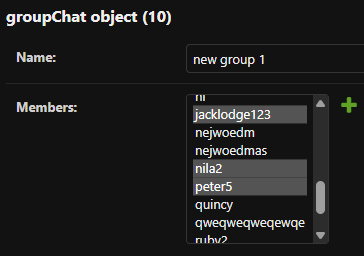 groupChat object (10)
Name:
new group 1
Members:
jacklodge123
nejwoedm
nejwoedmas
nila2
peter5
quincy
qweqweqweqewqe
ruby2